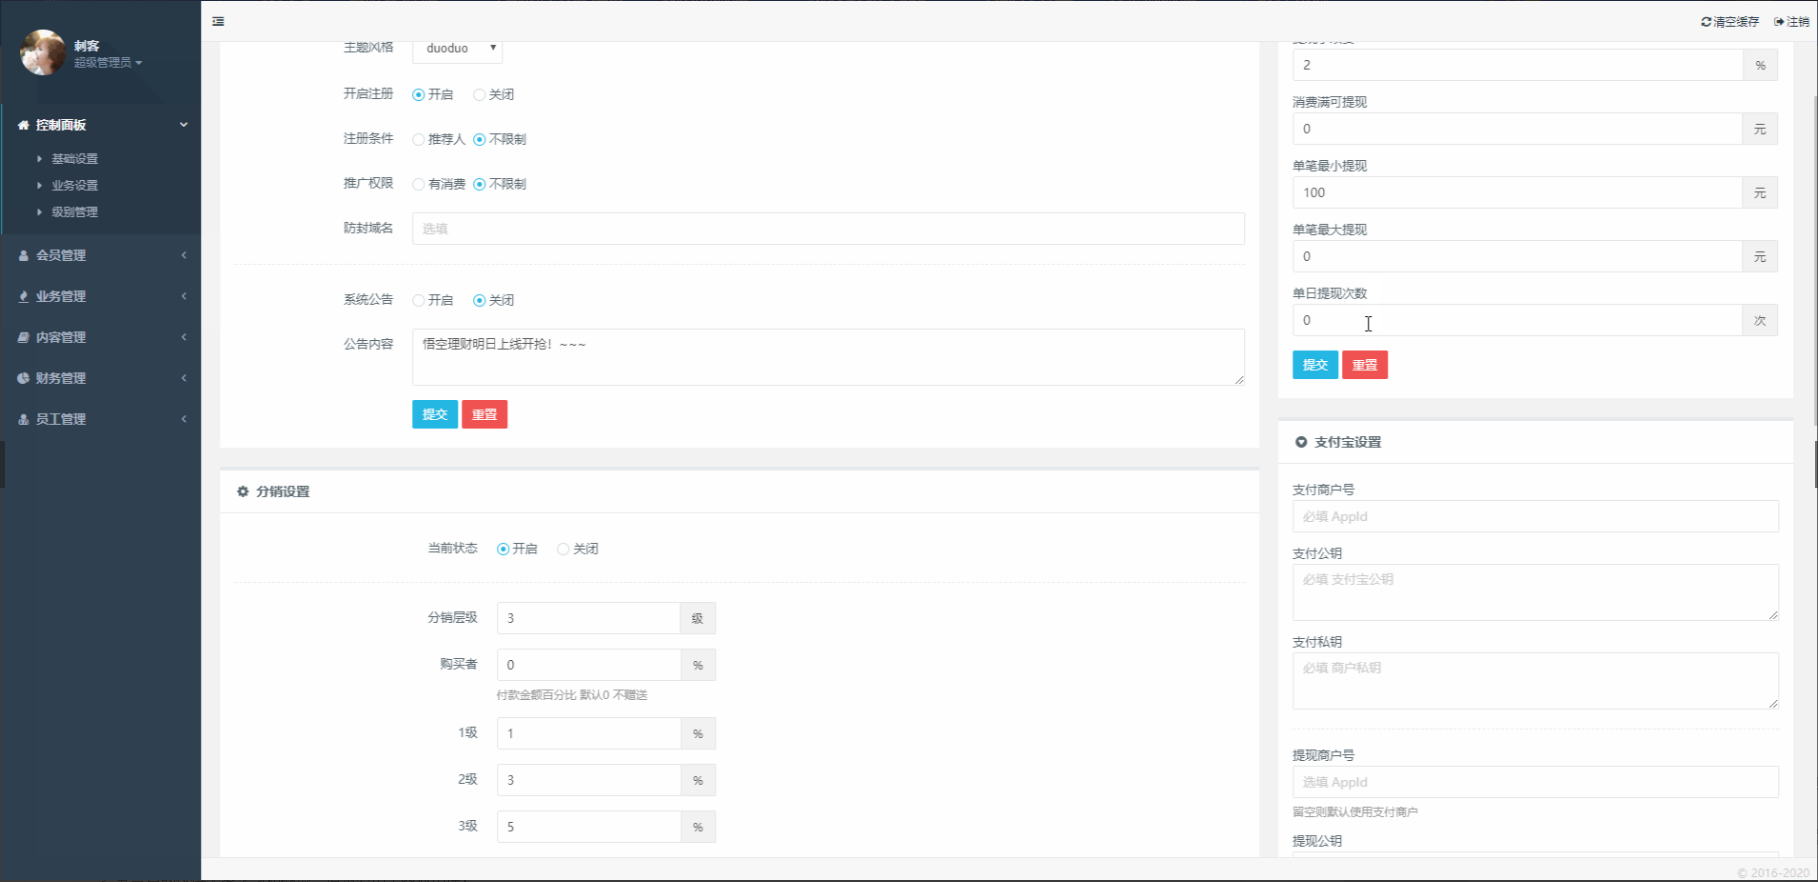 刺客
超级管理员
清空缓存
注销
控制面板
基础设置
业务设置
级别管理
会员管理
业务管理
内容管理
财务管理
员工管理
主题风格
duoduo
开启注册
开启
关闭
注册条件
推荐人
不限制
推广权限
有消费
不限制
防封域名
选填
系统公告
开启
关闭
公告内容
悟空理财明日上线开抢！~~~
提交
重置
分销设置
当前状态
开启
关闭
分销层级
3
级
购买者
0
%
付款金额百分比 默认0 不赠送
1级
1
%
2级
3
%
3级
5
%
2
%
消费满可提现
0
元
单笔最小提现
100
元
单笔最大提现
0
元
单日提现次数
0
次
提交
重置
支付宝设置
支付商户号
必填 AppId
支付公钥
必填 支付宝公钥
支付私钥
必填 商户私钥
提现商户号
选填 AppId
留空则默认使用支付商户
提现公钥
© 2016-2020